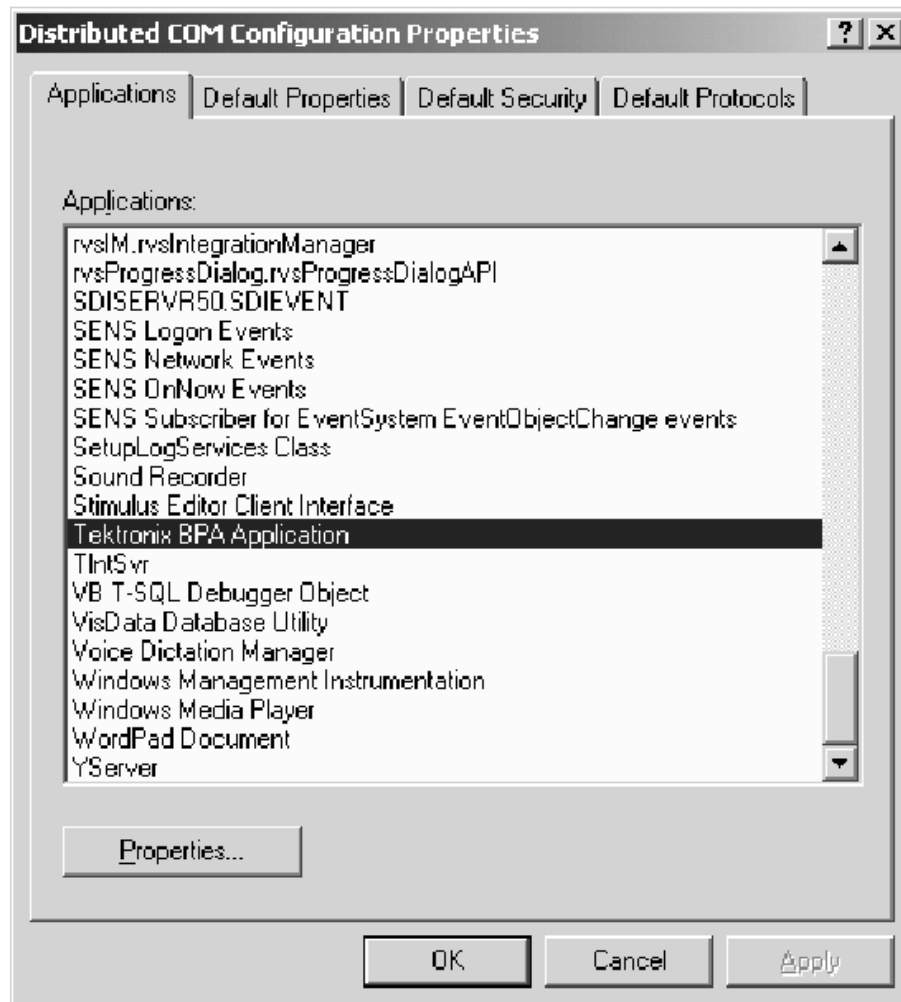 Distributed COM Configuration Properties
Applications Default Properties Default Security Default Protocols
Applications:
rvsIM.rvsIntegrationManager
rvsProgressDialog.rvsProgressDialogAPI
SDISERVR50.SDIEVENT
SENS Logon Events
SENS Network Events
SENS OnNow Events
SENS Subscriber for EventSystem EventObjectChange events
SetupLogServices Class
Sound Recorder
Stimulus Editor Client Interface
Tektronix BPA Application
TIntSvr
VB T-SQL Debugger Object
VisData Database Utility
Voice Dictation Manager
Windows Management Instrumentation
Windows Media Player
WordPad Document
YServer
Properties...
OK Cancel Apply